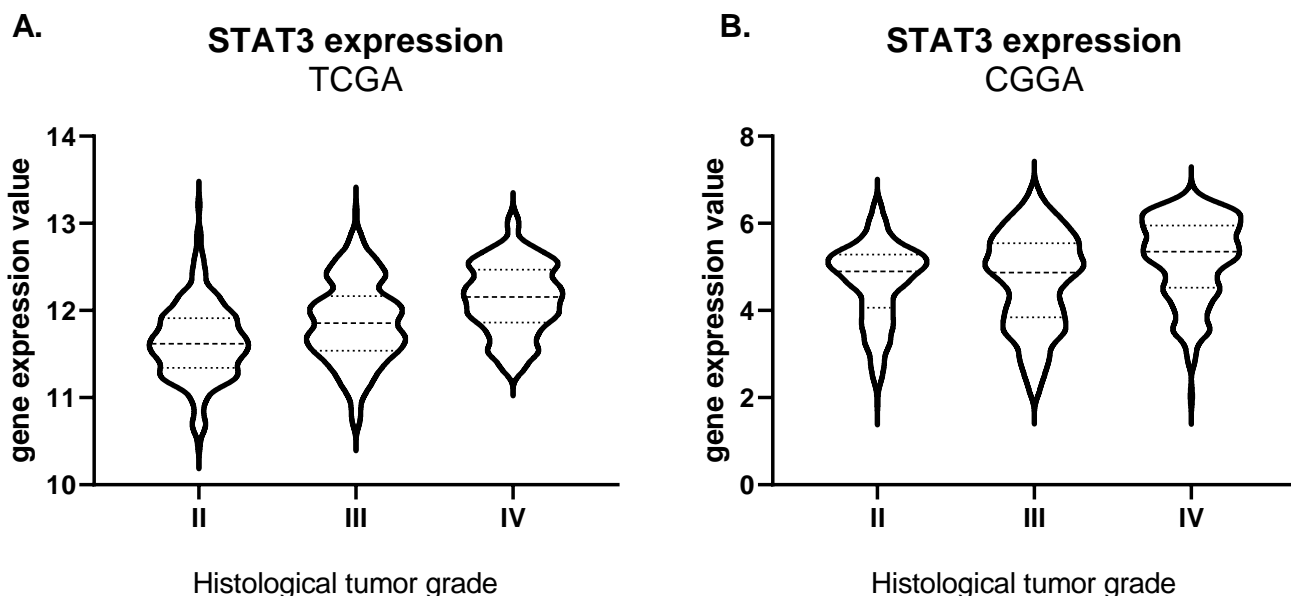 A.
STAT3 expression
TCGA
gene expression value
14
13
12
11
10
II
III
IV
Histological tumor grade
B.
STAT3 expression
CGGA
gene expression value
8
6
4
2
0
II
III
IV
Histological tumor grade